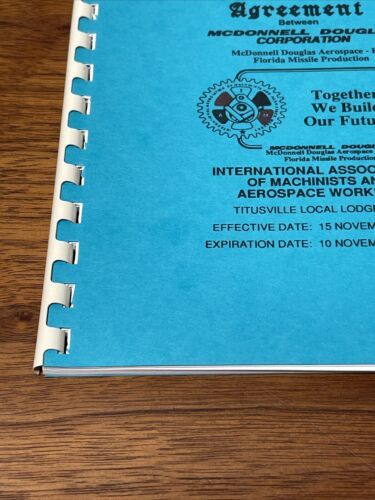 Agreement
Between
MCDONNELL DOUGL
CORPORATION
McDonnell Douglas Aerospace - 
Florida Missile Production
Together
We Build
Our Futu
MCDONNELL DOUGL
McDonnell Douglas Aerospace
Florida Missile Production
INTERNATIONAL ASSOC
OF MACHINISTS AN
AEROSPACE WORK
TITUSVILLE LOCAL LODGE
EFFECTIVE DATE: 15 NOVEM
EXPIRATION DATE: 10 NOVEM